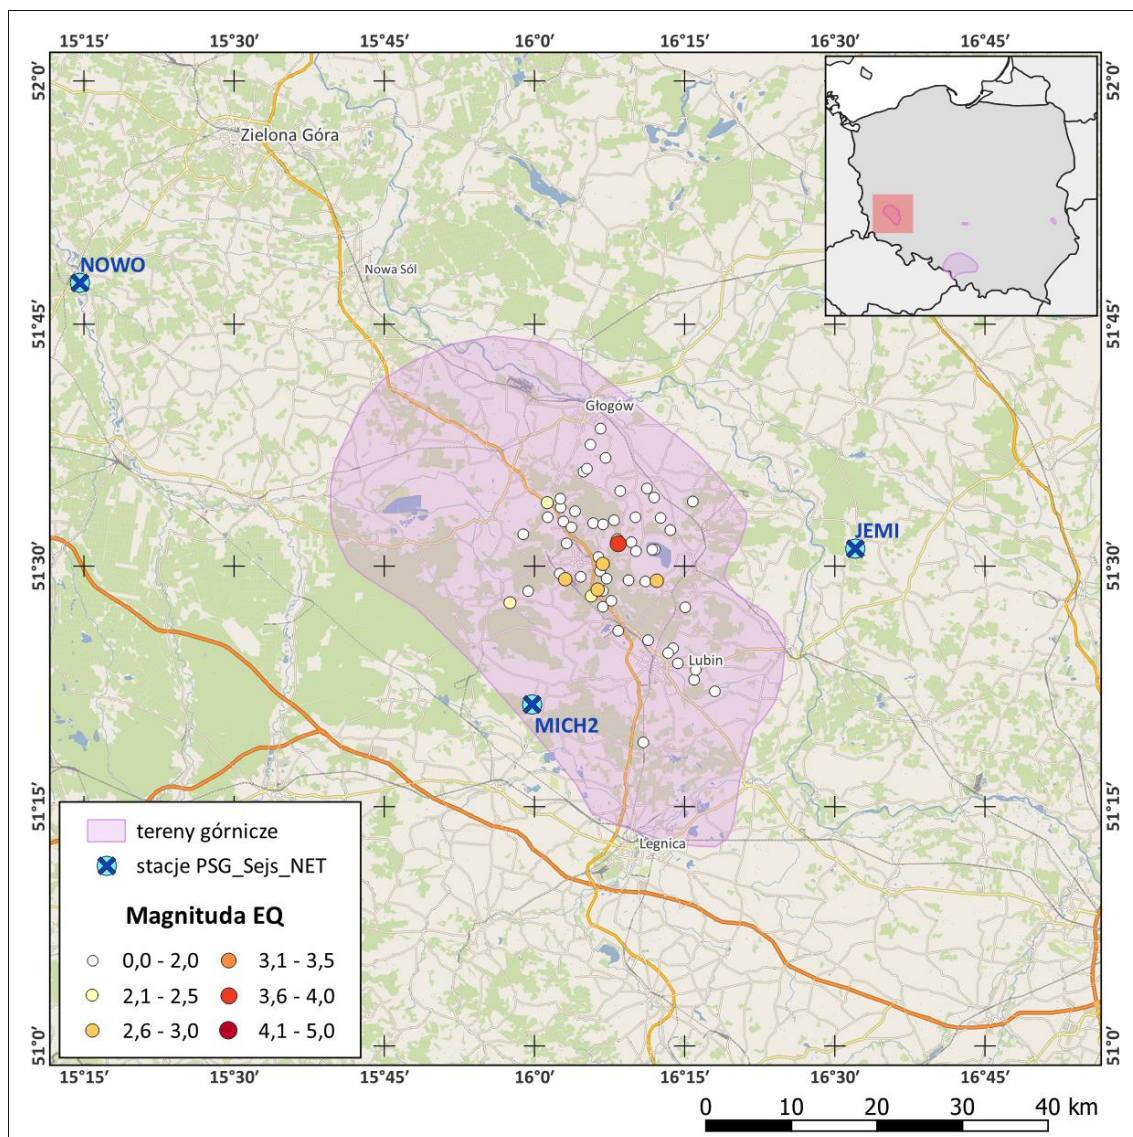 15°15′ 15°30′ 15°45′ 16°0′ 16°15′ 16°30′ 16°45′
52°0′
52°0′
Zielona Góra
NOWO
Nowa Sól
51°45′
51°45′
Głogów
JEMI
51°30′
51°30′
Lubin
MICH2
51°15′
51°15′
Legnica
tereny górnicze
stacje PSG_Sejs_NET
Magnituda EQ
0,0 - 2,0 3,1 - 3,5
2,1 - 2,5 3,6 - 4,0
2,6 - 3,0 4,1 - 5,0
51°0′
51°0′
15°15′ 15°30′ 15°45′ 16°0′ 16°15′ 16°30′ 16°45′
0 10 20 30 40 km